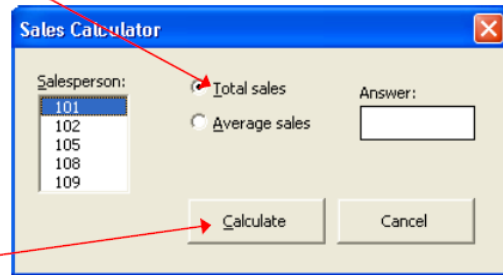 Sales Calculator
Salesperson:
101
102
105
108
109
Total sales
Average sales
Answer:
Calculate
Cancel